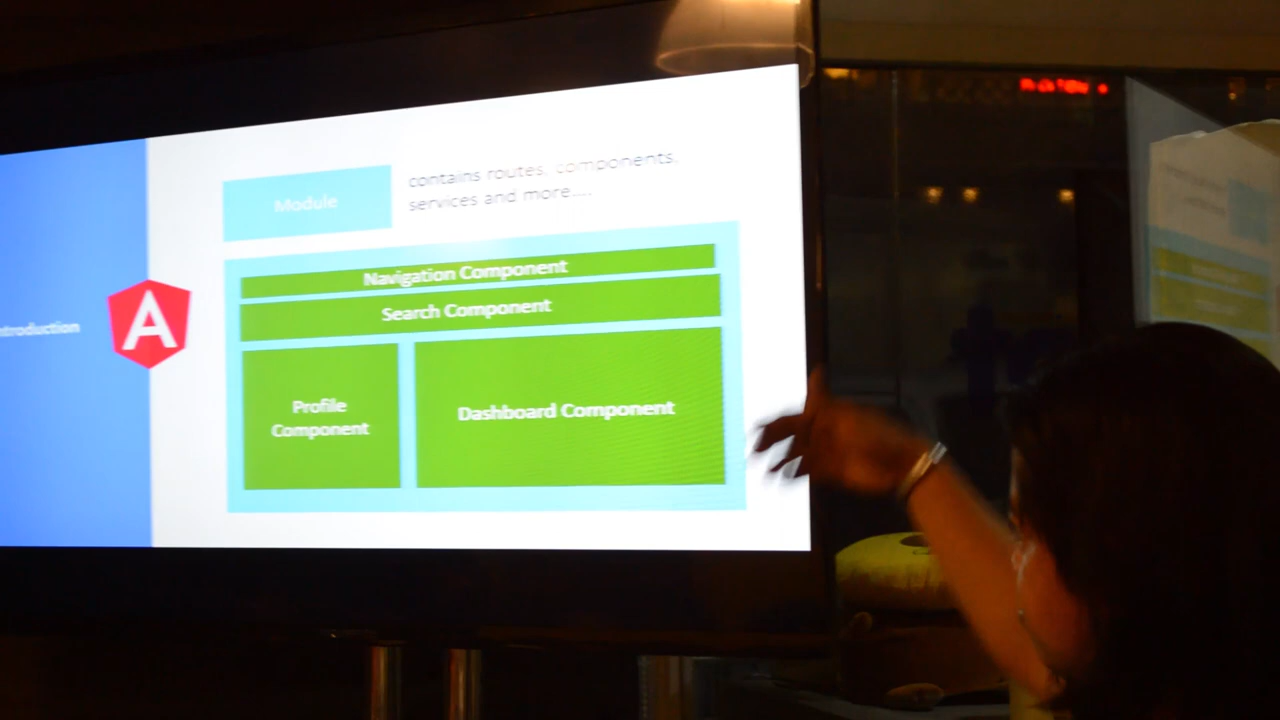 Module
contains routes, components,
services and more....
Navigation Component
Search Component
ntroduction
A
Profile
Component
Dashboard Component